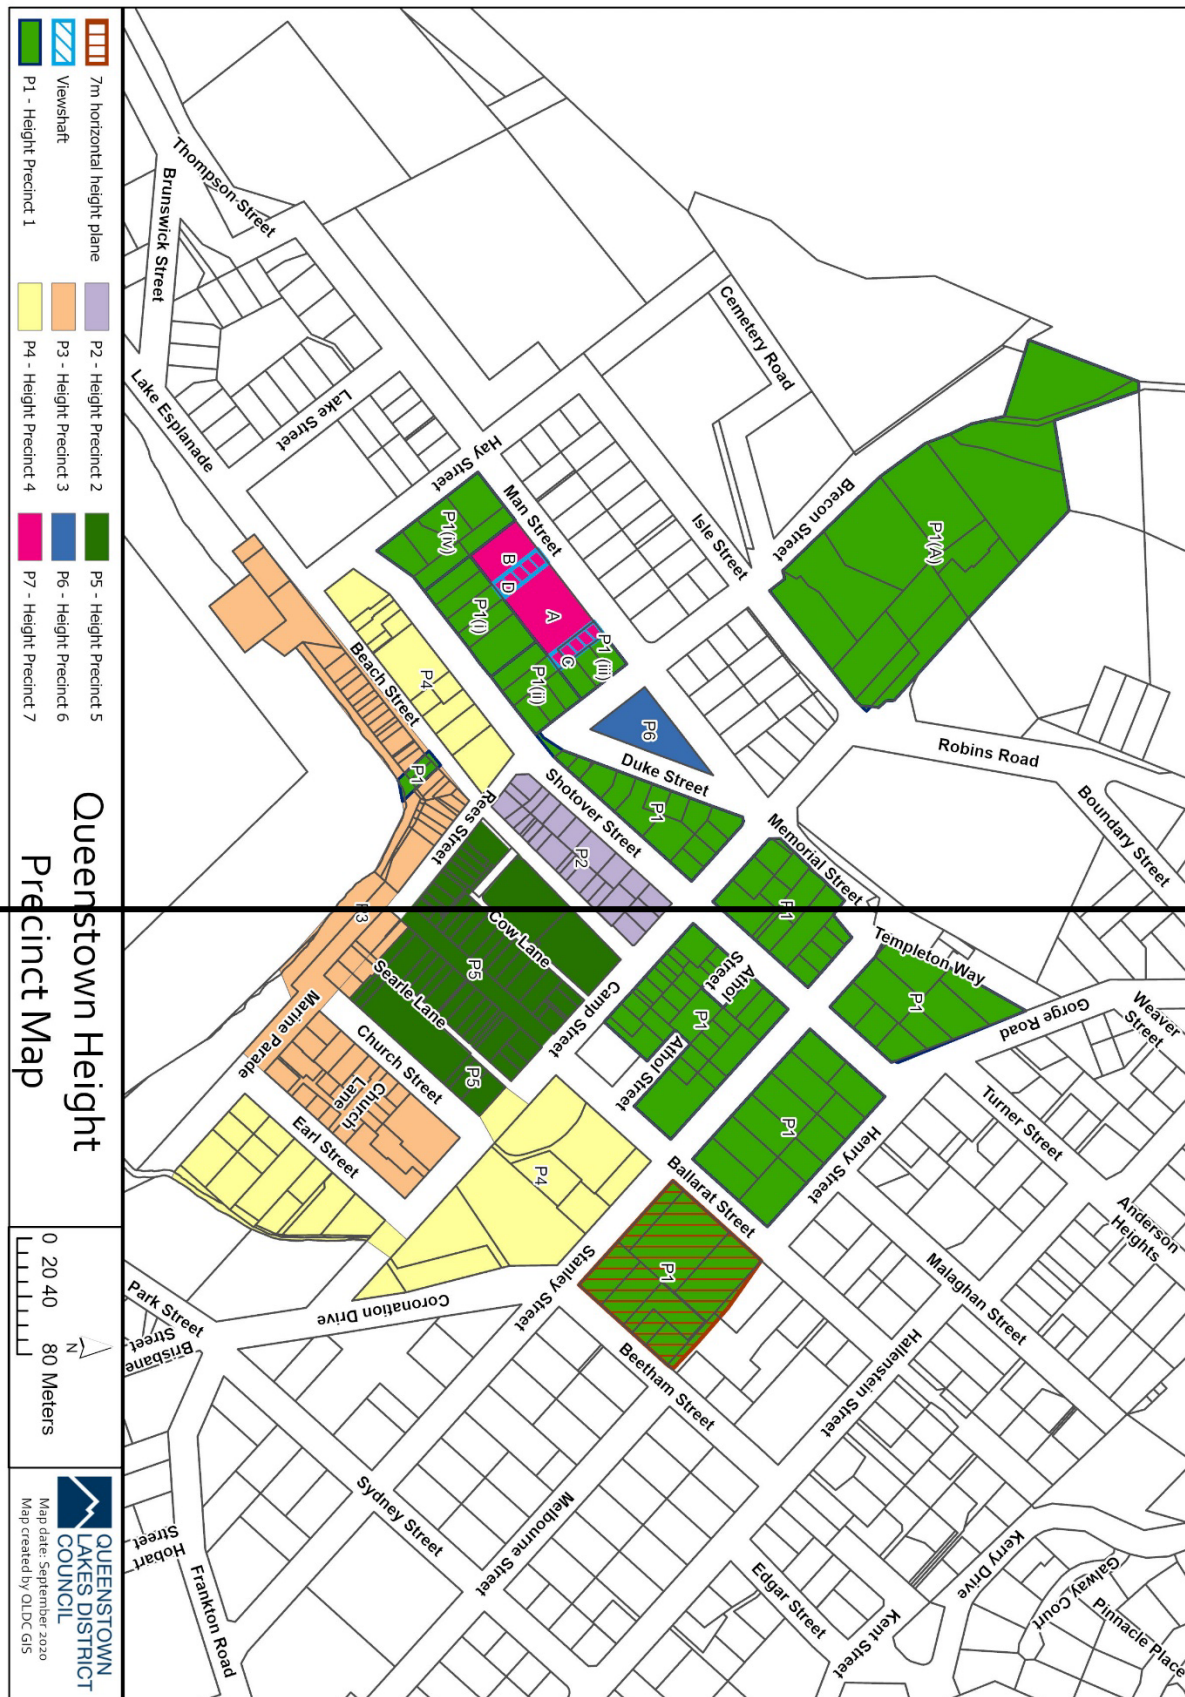 Thompson Street
Brunswick Street
Lake Esplanade
Lake Street
Hay Street
Man Street
Isle Street
Cemetery Road
Brecon Street
Robins Road
Boundary Street
P1(A)
P1(iv)
B
D
A
C
P1 (iii)
P1(i)
P1(ii)
P6
P4
Beach Street
P1
Rees Street
Duke Street
Shotover Street
P1
P2
Memorial Street
P1
Templeton Way
P1
Gorge Road
Weaver
Street
Turner Street
Anderson
Heights
P3
Cow Lane
P5
Searle Lane
P5
Camp Street
Athol
Street
P1
Athol Street
P1
Henry Street
Marine Parade
Church Street
Church
Lane
Earl Street
P4
Ballarat Street
P1
Stanley Street
Beetham Street
Malaghan Street
Hallenstein Street
Coronation Drive
Park Street
Brisbane
Street
Sydney Street
Melbourne Street
Edgar Street
Kent Street
Kerry Drive
Galway Court
Pinnacle Place
Hobart
Street
Frankton Road
7m horizontal height plane
Viewshaft
P1 - Height Precinct 1
P2 - Height Precinct 2
P3 - Height Precinct 3
P4 - Height Precinct 4
P5 - Height Precinct 5
P6 - Height Precinct 6
P7 - Height Precinct 7
Queenstown Height
Precinct Map
N
0 20 40 80 Meters
QUEENSTOWN
LAKES DISTRICT
COUNCIL
Map date: September 2020
Map created by QLDC GIS